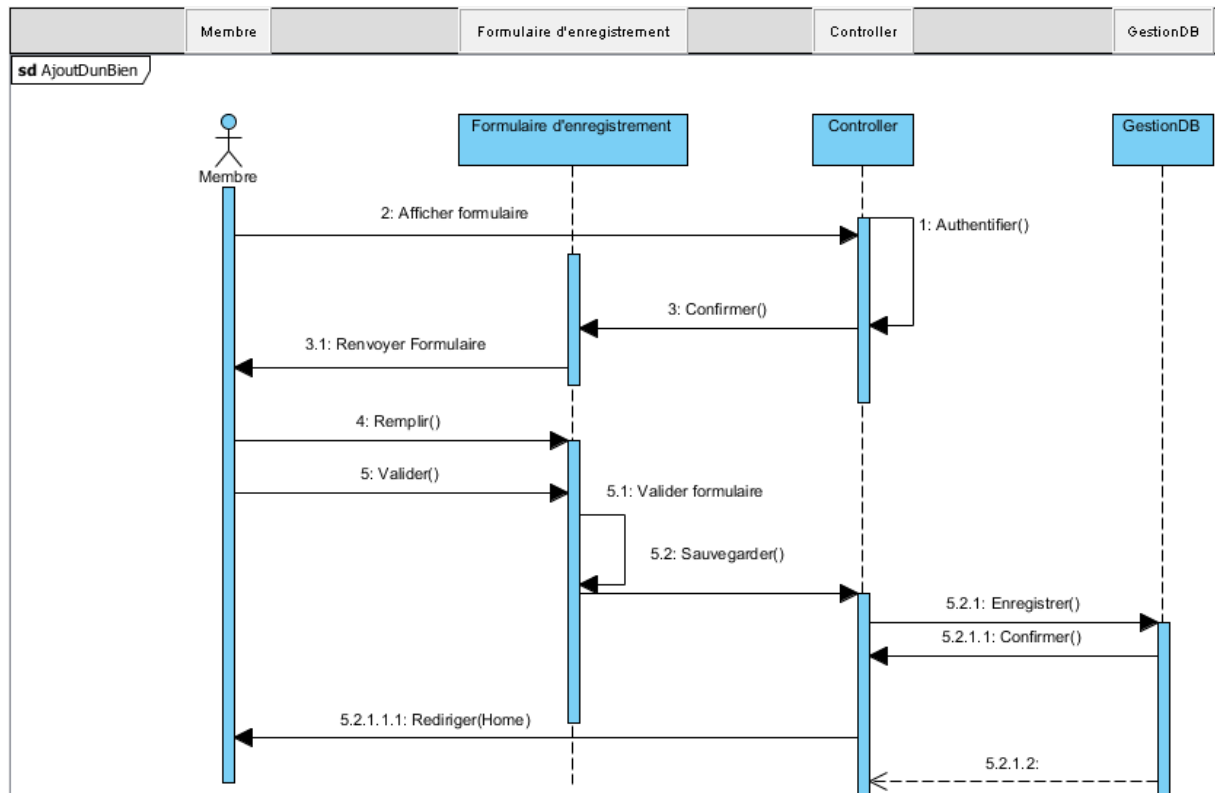 Membre
Formulaire d'enregistrement
Controller
GestionDB
sd AjoutDunBien
Formulaire d'enregistrement
Controller
GestionDB
Membre
2: Afficher formulaire
1: Authentifier()
3: Confirmer()
3.1: Renvoyer Formulaire
4: Remplir()
5: Valider()
5.1: Valider formulaire
5.2: Sauvegarder()
5.2.1: Enregistrer()
5.2.1.1: Confirmer()
5.2.1.1.1: Rediriger(Home)
5.2.1.2: